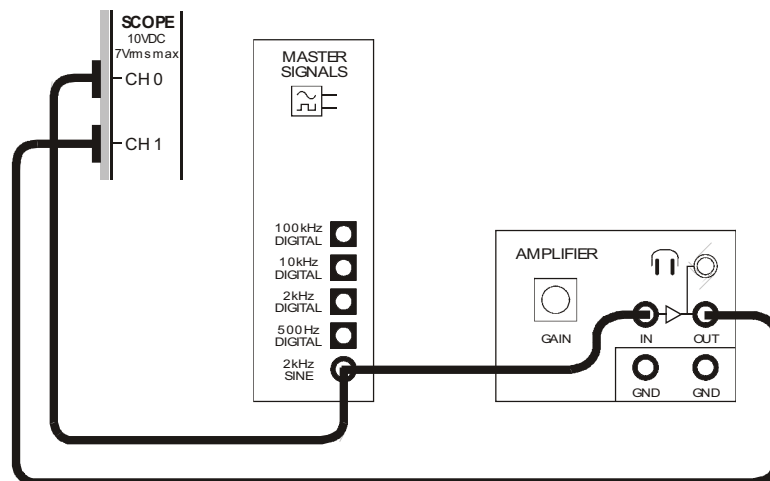 SCOPE
10VDC
7Vrms max
CH 0
CH 1
MASTER
SIGNALS
100kHz
DIGITAL
10kHz
DIGITAL
2kHz
DIGITAL
500Hz
DIGITAL
2kHz
SINE
AMPLIFIER
GAIN
IN
OUT
GND
GND